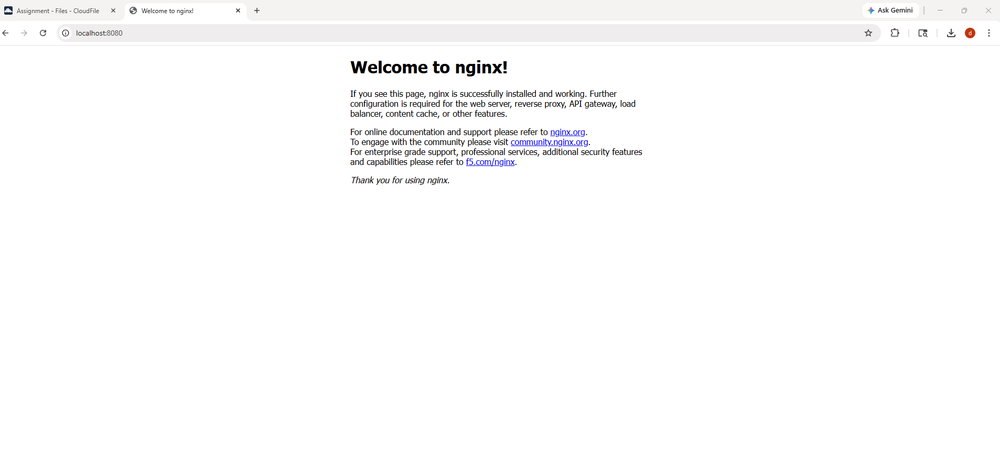 Assignment - Files - CloudFile
Welcome to nginx!
Ask Gemini
localhost:8080
d
Welcome to nginx!
If you see this page, nginx is successfully installed and working. Further
configuration is required for the web server, reverse proxy, API gateway, load
balancer, content cache, or other features.
For online documentation and support please refer to nginx.org.
To engage with the community please visit community.nginx.org.
For enterprise grade support, professional services, additional security features
and capabilities please refer to f5.com/nginx.
Thank you for using nginx.